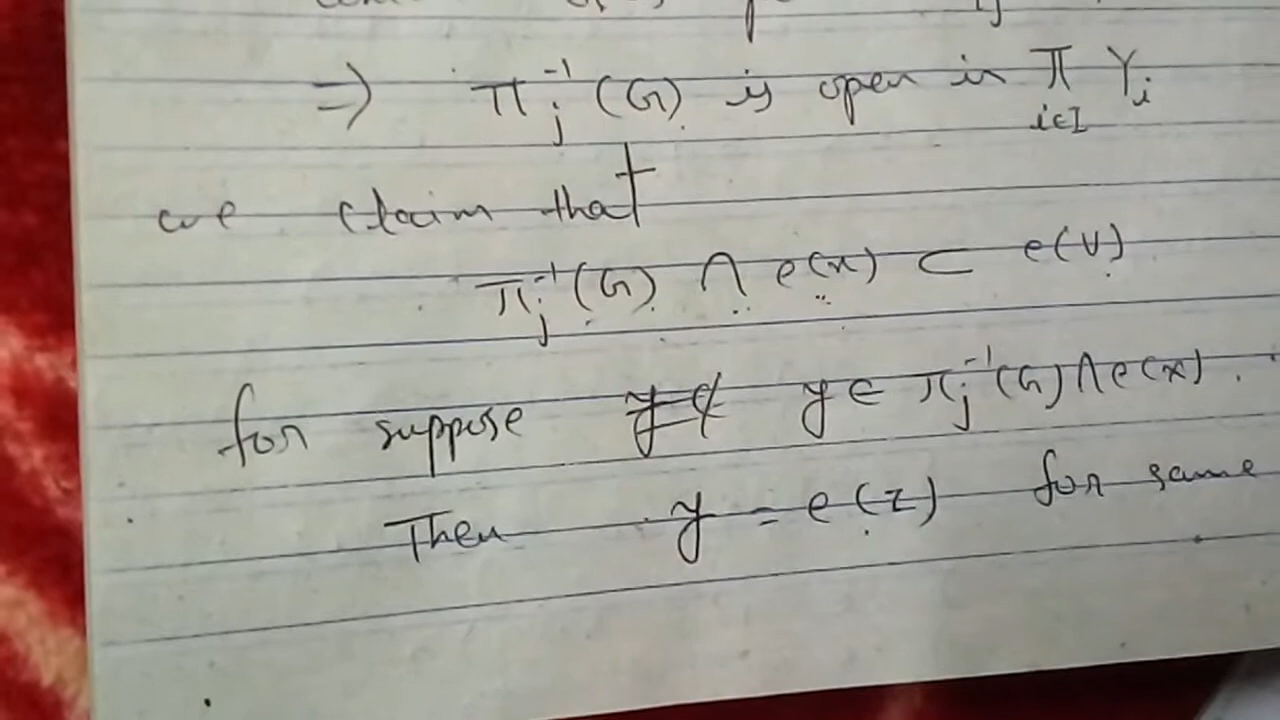 ⇒ π_j^{-1}(G) is open in π_{i∈I} Y_i
we claim that
π_j^{-1}(G) ∩ e(x) ⊂ e(V)
for suppose y ∈ π_j^{-1}(G) ∩ e(x).
Then y = e(z) for some